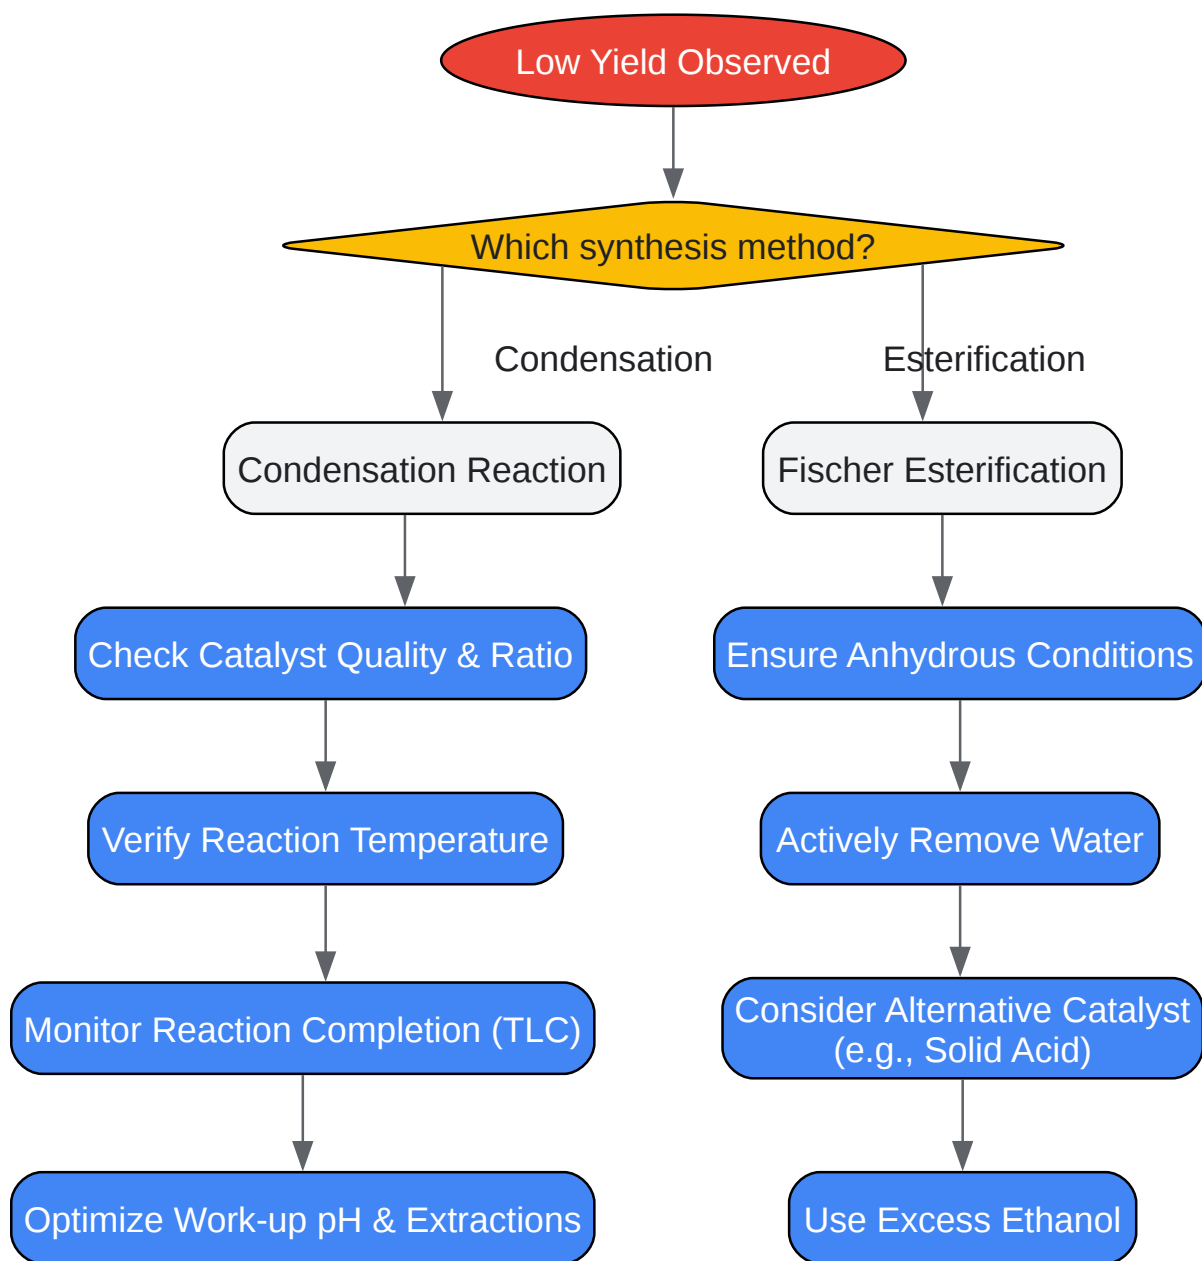 Low Yield Observed
Which synthesis method?
Condensation
Esterification
Condensation Reaction
Fischer Esterification
Check Catalyst Quality & Ratio
Ensure Anhydrous Conditions
Verify Reaction Temperature
Actively Remove Water
Monitor Reaction Completion (TLC)
Consider Alternative Catalyst
(e.g., Solid Acid)
Optimize Work-up pH & Extractions
Use Excess Ethanol